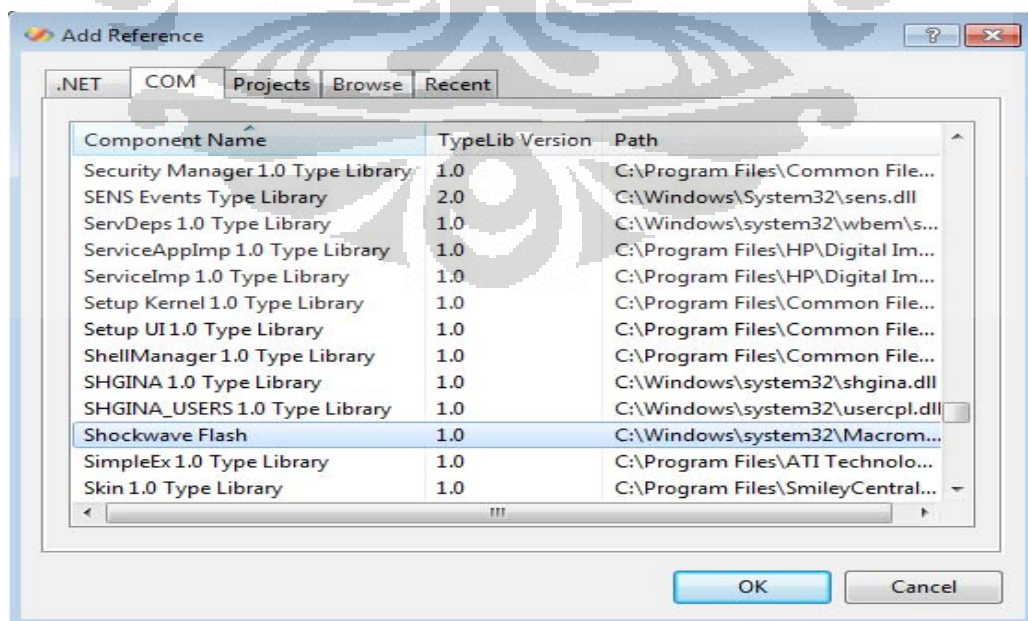 Add Reference
.NET COM Projects Browse Recent
Component Name TypeLib Version Path
Security Manager 1.0 Type Library 1.0 C:\Program Files\Common File...
SENS Events Type Library 2.0 C:\Windows\System32\sens.dll
ServDeps 1.0 Type Library 1.0 C:\Windows\system32\wbem\s...
ServiceAppImp 1.0 Type Library 1.0 C:\Program Files\HP\Digital Im...
ServiceImp 1.0 Type Library 1.0 C:\Program Files\HP\Digital Im...
Setup Kernel 1.0 Type Library 1.0 C:\Program Files\Common File...
Setup UI 1.0 Type Library 1.0 C:\Program Files\Common File...
ShellManager 1.0 Type Library 1.0 C:\Program Files\Common File...
SHGINA 1.0 Type Library 1.0 C:\Windows\system32\shgina.dll
SHGINA_USERS 1.0 Type Library 1.0 C:\Windows\system32\usercpl.dll
Shockwave Flash 1.0 C:\Windows\system32\Macrom...
SimpleEx 1.0 Type Library 1.0 C:\Program Files\ATI Technolo...
Skin 1.0 Type Library 1.0 C:\Program Files\SmileyCentral...
OK Cancel